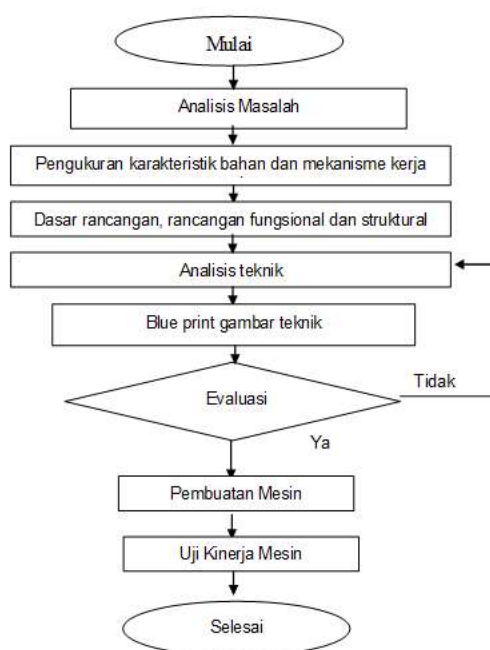 Mulai
Analisis Masalah
Pengukuran karakteristik bahan dan mekanisme kerja
Dasar rancangan, rancangan fungsional dan struktural
Analisis teknik
Blue print gambar teknik
Evaluasi
Tidak
Ya
Pembuatan Mesin
Uji Kinerja Mesin
Selesai